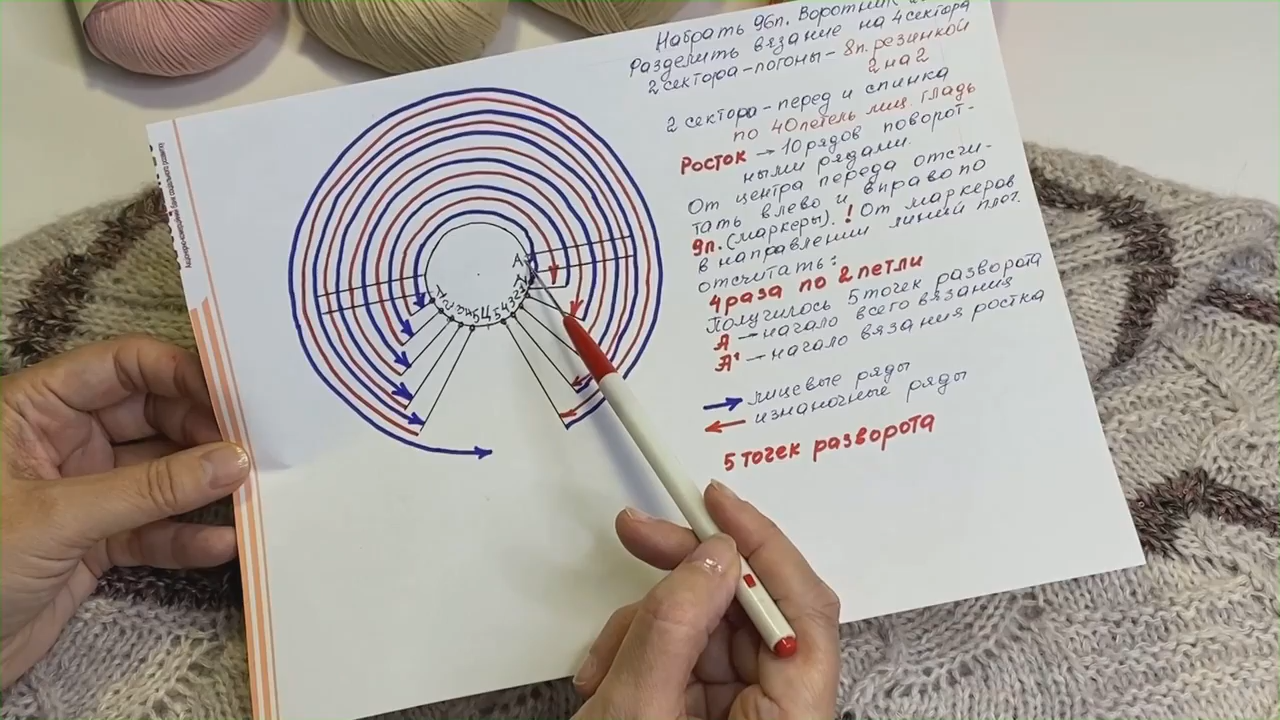 Набрать 96п. Воротник
Разделить вязание на 4 сектора
2 сектора-погоны- 8п. резинкой
2 на 2
2 сектора-перед и спинка
по 40 петель лиц. гладь
Росток → 10 рядов поворот-
ными рядами.
От центра переда отсчи-
тать влево и вправо по
9п. (маркеры). ! От маркеров
в направлении линий плеч.
отсчитать:
4 раза по 2 петли
Получилось 5 точек разворота
А — начало всего вязания
А¹ — начало вязания ростка
лицевые ряды
изнаночные ряды
5 точек разворота
А